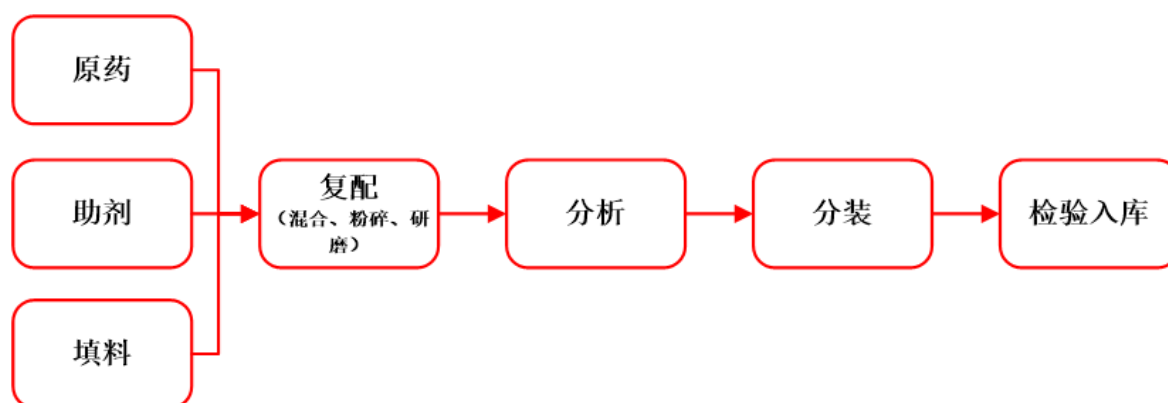 原药
助剂
填料
复配
（混合、粉碎、研
磨）
分析
分装
检验入库